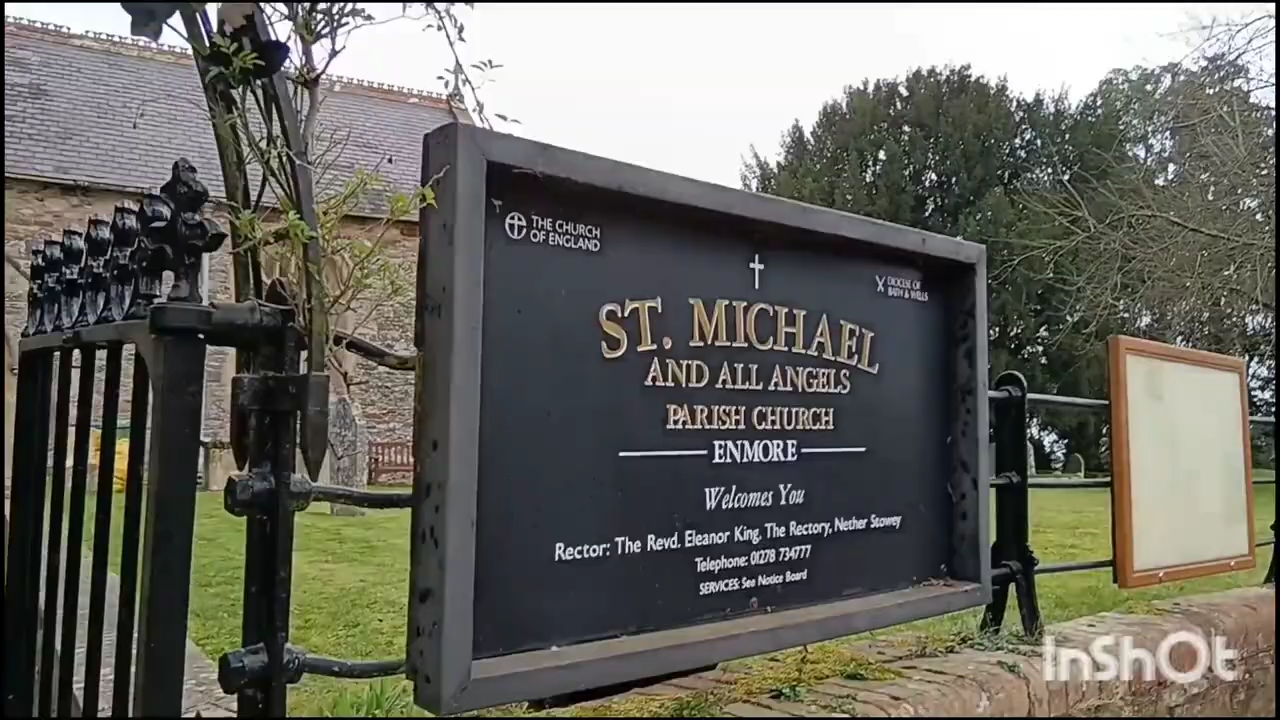 THE CHURCH
OF ENGLAND
DIOCESE OF
BATH & WELLS
ST. MICHAEL
AND ALL ANGELS
PARISH CHURCH
ENMORE
Welcomes You
Rector: The Revd. Eleanor King, The Rectory, Nether Stowey
Telephone: 01278 734777
SERVICES: See Notice Board
InShOt